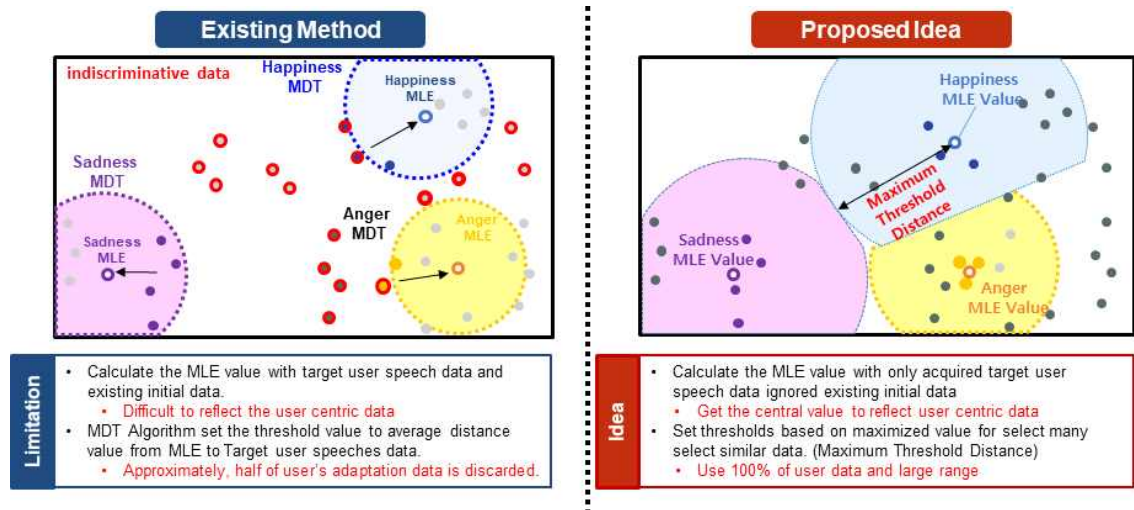 Existing Method
indiscriminative data
Happiness
MDT
Happiness
MLE
Sadness
MDT
Sadness
MLE
Anger
MDT
Anger
MLE
Limitation
• Calculate the MLE value with target user speech data and
existing initial data.
• Difficult to reflect the user centric data
• MDT Algorithm set the threshold value to average distance
value from MLE to Target user speeches data.
• Approximately, half of user's adaptation data is discarded.
Proposed Idea
Happiness
MLE Value
Maximum
Threshold
Distance
Sadness
MLE Value
Anger
MLE Value
Idea
• Calculate the MLE value with only acquired target user
speech data ignored existing initial data
• Get the central value to reflect user centric data
• Set thresholds based on maximized value for select many
select similar data. (Maximum Threshold Distance)
• Use 100% of user data and large range